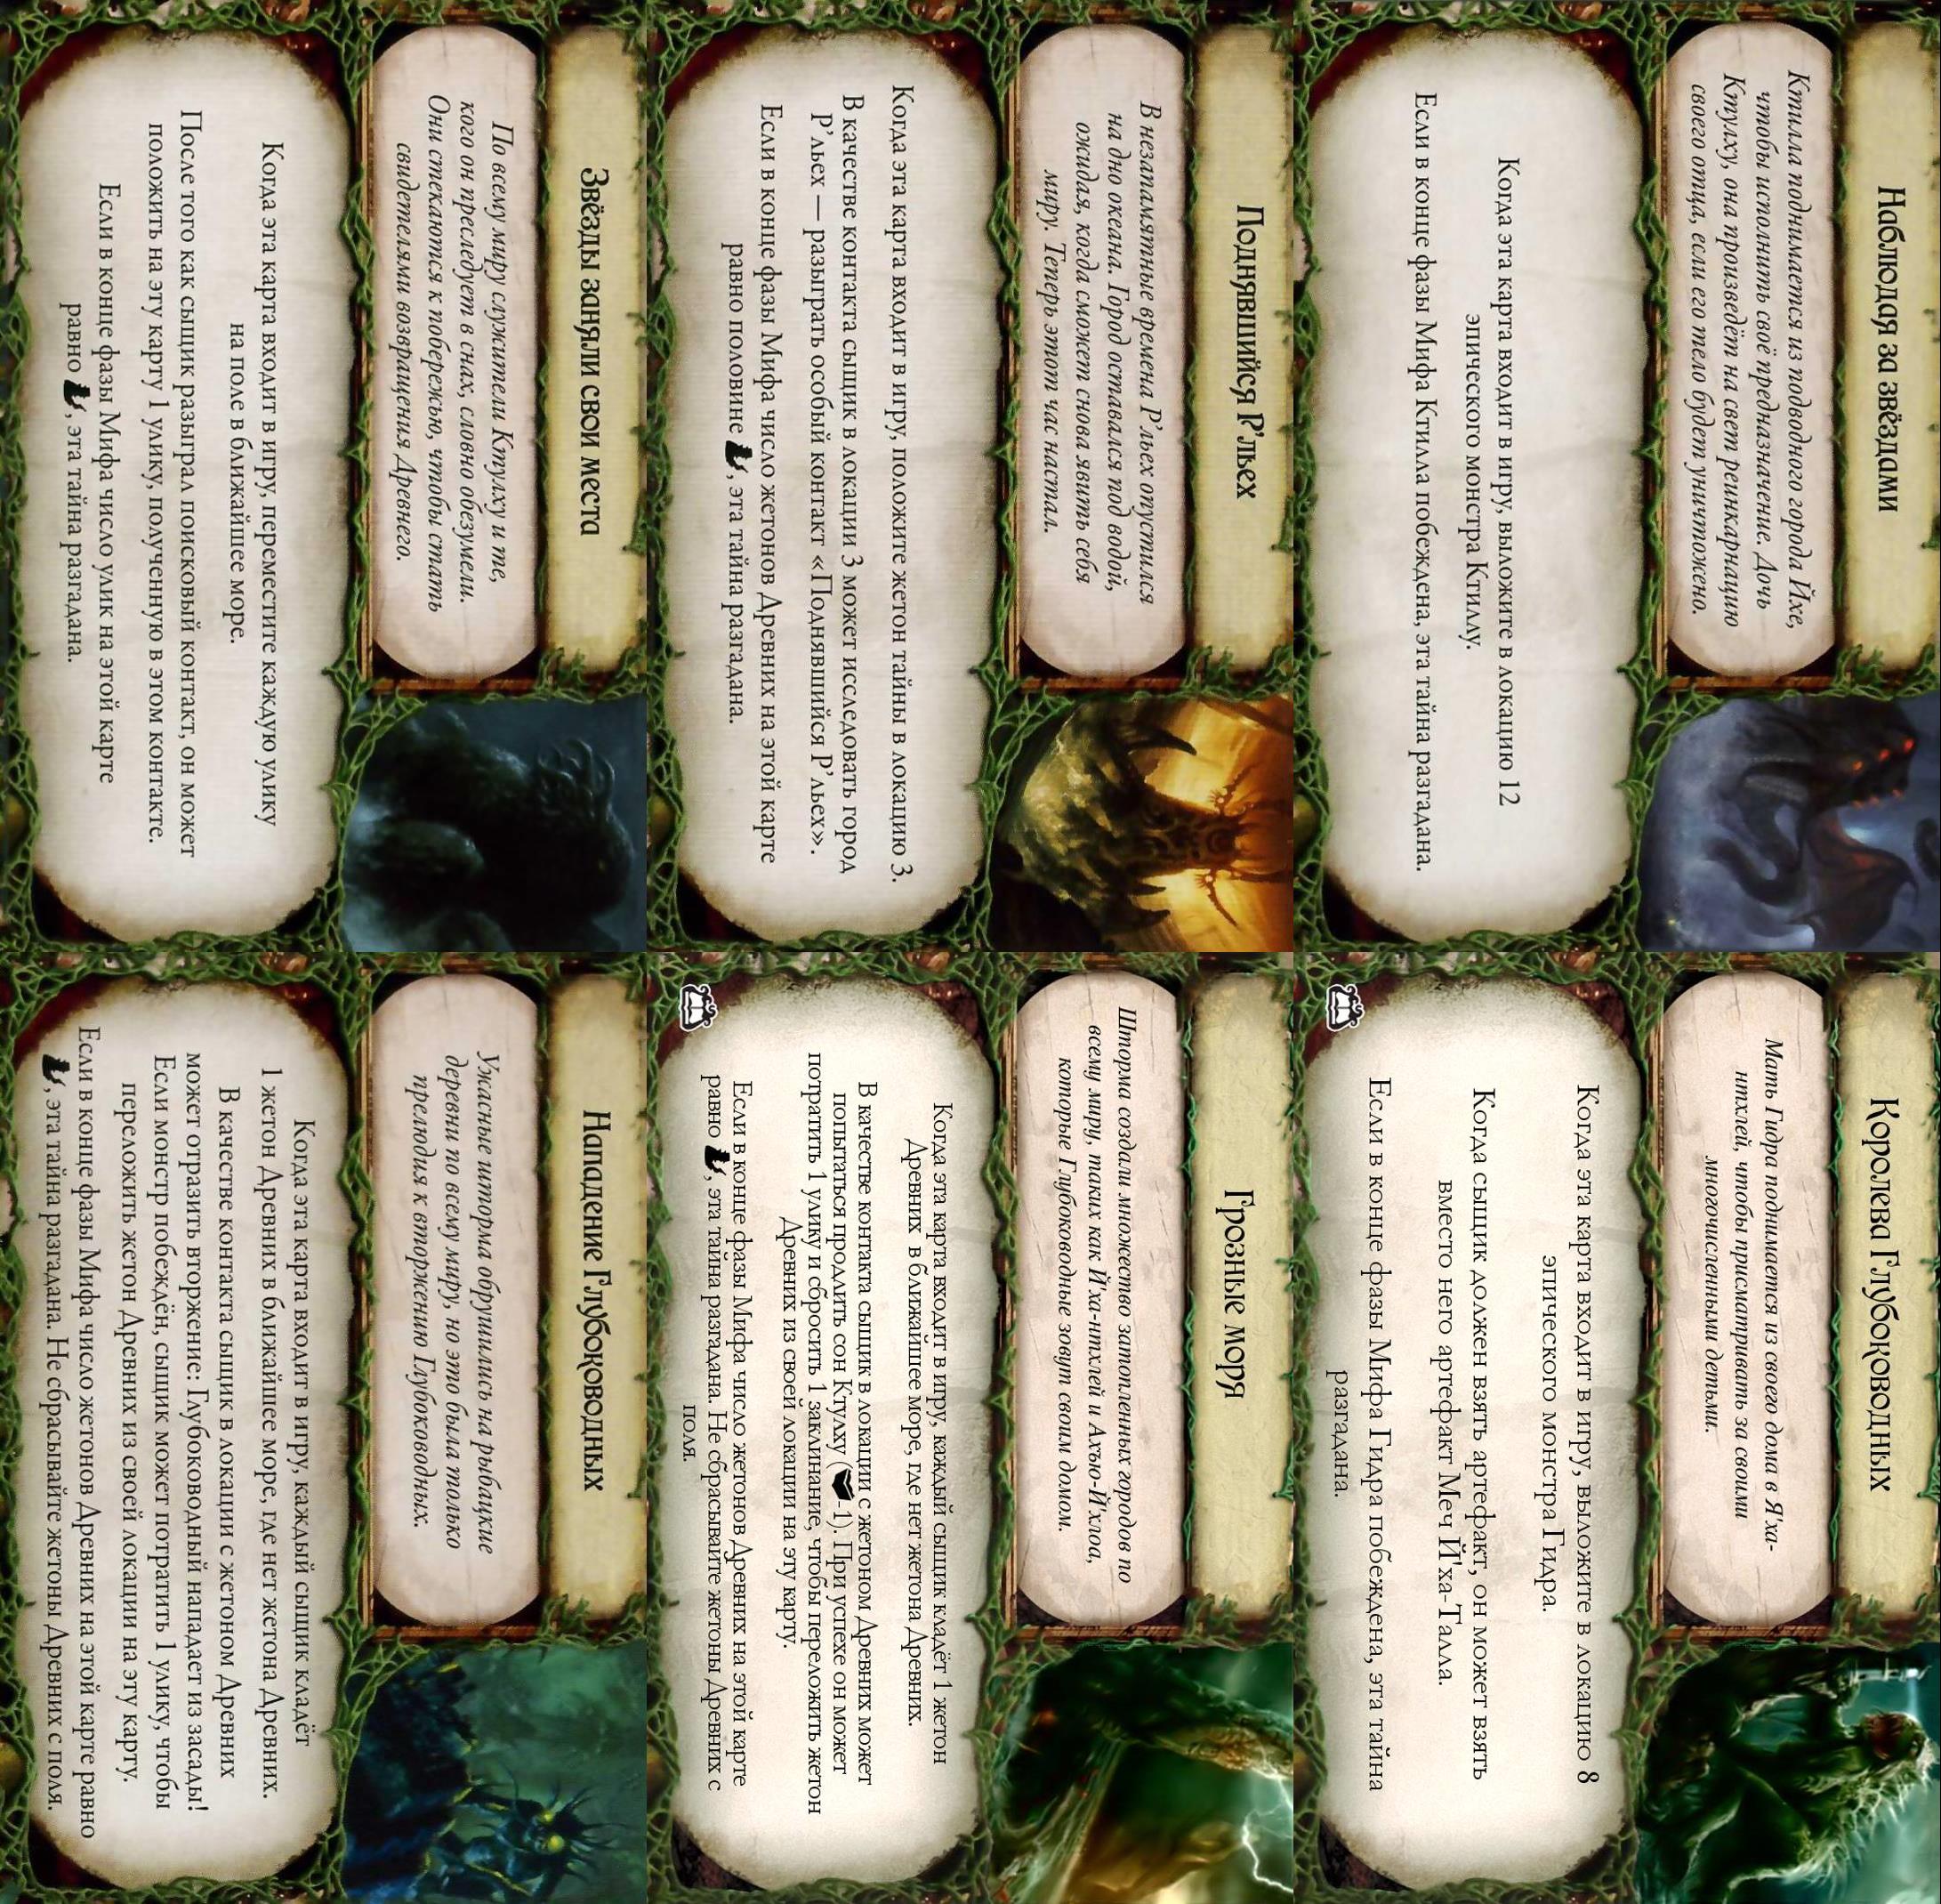 Наблюдая за звёздами
Ктилла поднимается из подводного города Йхе,
чтобы исполнить своё предназначение. Дочь
Ктулху, она произведёт на свет реинкарнацию
своего отца, если его тело будет уничтожено.
Когда эта карта входит в игру, выложите в локацию 12
эпического монстра Ктиллу.
Если в конце фазы Мифа Ктилла побеждена, эта тайна разгадана.
Королева Глубоководных
Мать Гидра поднимается из своего дома в Я'ха-
нтхлей, чтобы присматривать за своими
многочисленными детьми.
Когда эта карта входит в игру, выложите в локацию 8
эпического монстра Гидра.
Когда сыщик должен взять артефакт, он может взять
вместо него артефакт Меч Й'ха-Талла.
Если в конце фазы Мифа Гидра побеждена, эта тайна
разгадана.
Поднявшийся Р'льех
В незапамятные времена Р'льех опустился
на дно океана. Город оставался под водой,
ожидая, когда сможет снова явить себя
миру. Теперь этот час настал.
Когда эта карта входит в игру, положите жетон тайны в локацию 3.
В качестве контакта сыщик в локации 3 может исследовать город
Р'льех — разыграть особый контакт «Поднявшийся Р'льех».
Если в конце фазы Мифа число жетонов Древних на этой карте
равно половине , эта тайна разгадана.
Грозные моря
Шторма создали множество затопленных городов по
всему миру, таких как Й'ха-нтхлей и Ахъю-Й'хлоа,
которые Глубоководные зовут своим домом.
Когда эта карта входит в игру, каждый сыщик кладёт 1 жетон
Древних в ближайшее море, где нет жетона Древних.
В качестве контакта сыщик в локации с жетоном Древних может
попытаться продлить сон Ктулху (-1). При успехе он может
потратить 1 улику и сбросить 1 заклинание, чтобы переложить жетон
Древних из своей локации на эту карту.
Если в конце фазы Мифа число жетонов Древних на этой карте
равно , эта тайна разгадана. Не сбрасывайте жетоны Древних с
поля.
Звёзды заняли свои места
По всему миру служители Ктулху и те,
кого он преследует в снах, словно обезумели.
Они стекаются к побережью, чтобы стать
свидетелями возвращения Древнего.
Когда эта карта входит в игру, переместите каждую улику
на поле в ближайшее море.
После того как сыщик разыграл поисковый контакт, он может
положить на эту карту 1 улику, полученную в этом контакте.
Если в конце фазы Мифа число улик на этой карте
равно , эта тайна разгадана.
Нападение Глубоководных
Ужасные шторма обрушились на рыбацкие
деревни по всему миру, но это была только
прелюдия к вторжению Глубоководных.
Когда эта карта входит в игру, каждый сыщик кладёт
1 жетон Древних в ближайшее море, где нет жетона Древних.
В качестве контакта сыщик в локации с жетоном Древних
может отразить вторжение: Глубоководный нападает из засады!
Если монстр побеждён, сыщик может потратить 1 улику, чтобы
переложить жетон Древних из своей локации на эту карту.
Если в конце фазы Мифа число жетонов Древних на этой карте равно
, эта тайна разгадана. Не сбрасывайте жетоны Древних с поля.